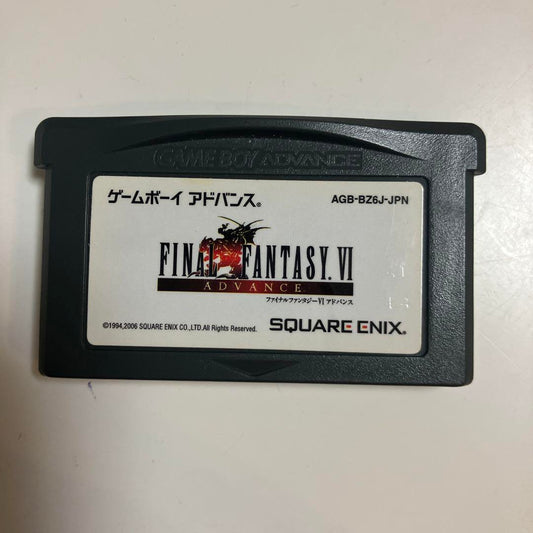 GAME BOY ADVANCE
ゲームボーイ アドバンス® AGB-BZ6J-JPN
FINAL FANTASY VI
ADVANCE
ファイナルファンタジーVI アドバンス
©1994,2006 SQUARE ENIX CO.,LTD.All Rights Reserved. SQUARE ENIX®